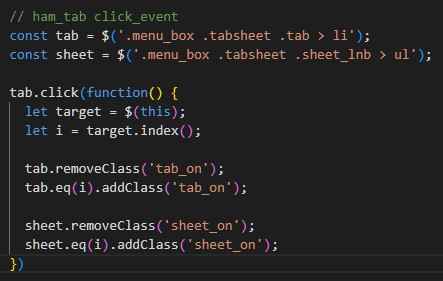 // ham_tab click_event
const tab = $('.menu_box .tabsheet .tab > li');
const sheet = $('.menu_box .tabsheet .sheet_lnb > ul');

tab.click(function() {
  let target = $(this);
  let i = target.index();

  tab.removeClass('tab_on');
  tab.eq(i).addClass('tab_on');

  sheet.removeClass('sheet_on');
  sheet.eq(i).addClass('sheet_on');
})